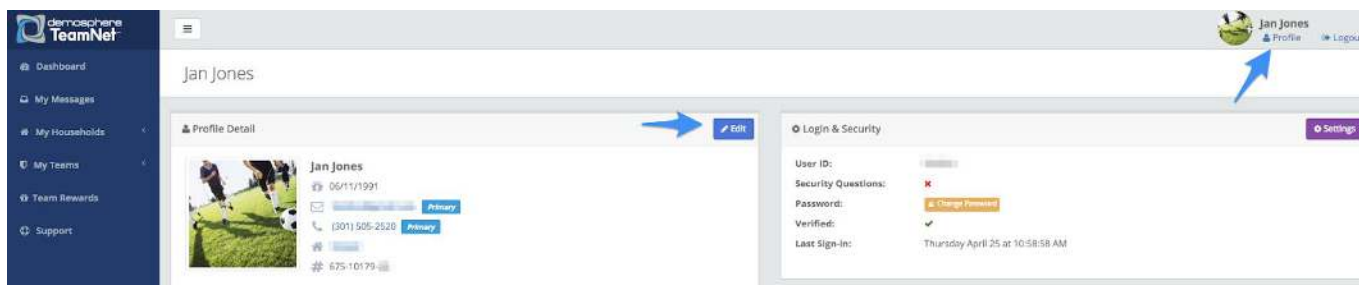 demosphere
TeamNet
Jan Jones
Profile
Logou
Dashboard
My Messages
My Households
My Teams
Team Rewards
Support
Jan Jones
Profile Detail
Edit
Jan Jones
06/11/1991
Primary
(301) 505-2520 Primary
675-10179-
Login & Security
Settings
User ID:
Security Questions:
Password: Change Password
Verified:
Last Sign-in: Thursday April 25 at 10:58:58 AM